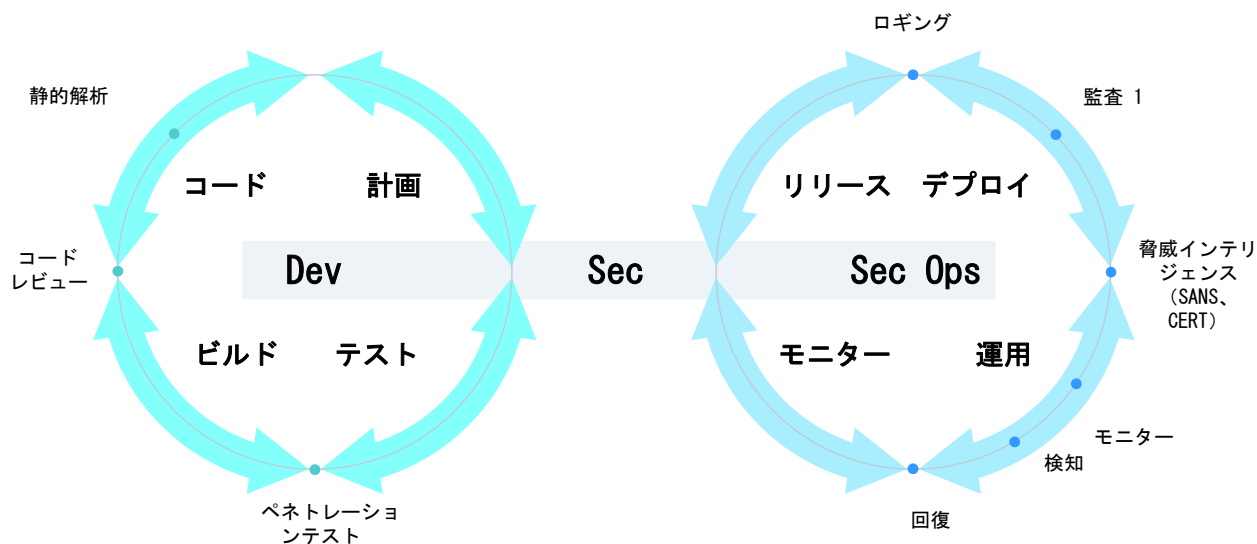 ロギング
静的解析
監査 1
コード
計画
リリース
デプロイ
コード
レビュー
Dev
Sec
Sec Ops
脅威インテリ
ジェンス
(SANS、
CERT)
ビルド
テスト
モニター
運用
モニター
検知
ペネトレーショ
ンテスト
回復